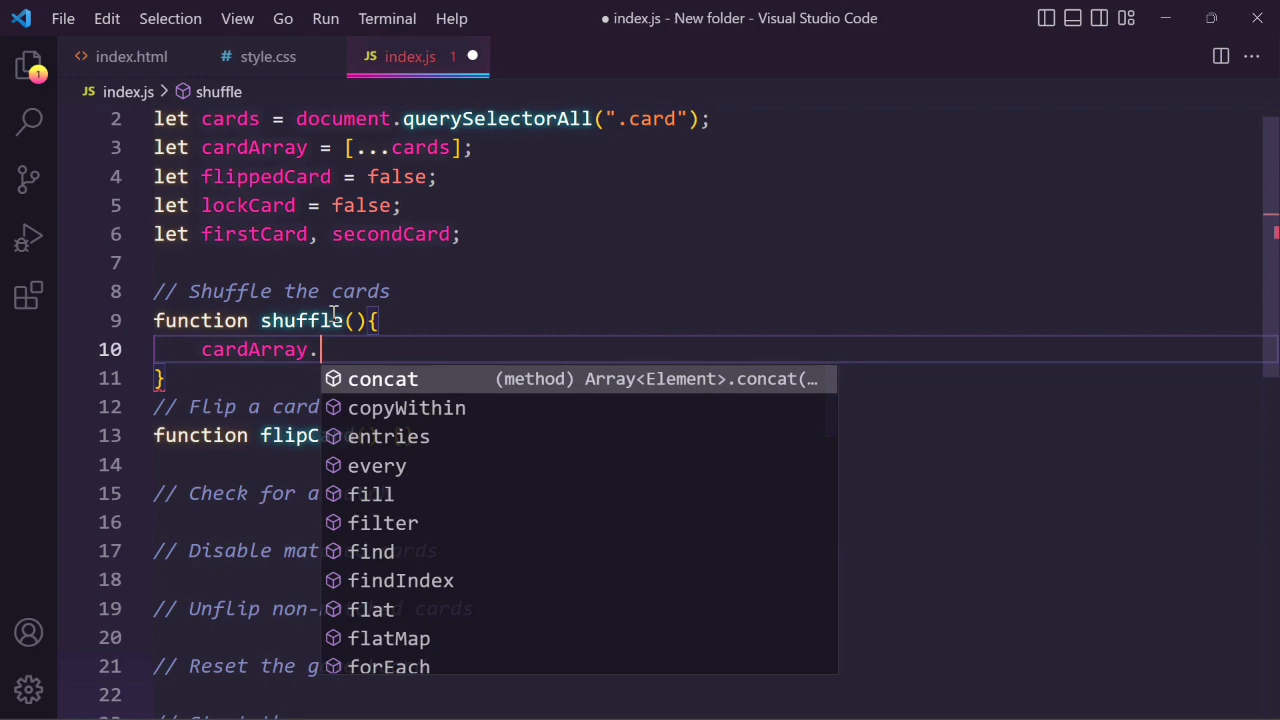 File Edit Selection View Go Run Terminal Help ● index.js - New folder - Visual Studio Code
<> index.html # style.css JS index.js 1 ●
1
JS index.js > shuffle
2 let cards = document.querySelectorAll(".card");
3 let cardArray = [...cards];
4 let flippedCard = false;
5 let lockCard = false;
6 let firstCard, secondCard;
7
8 // Shuffle the cards
9 function shuffle(){
10 cardArray.
11 }
concat (method) Array<Element>.concat(…
12 // Flip a card
copyWithin
13 function flipC
entries
14
every
15 // Check for a
fill
16
filter
17 // Disable mat
find
18
findIndex
19 // Unflip non- cards
flat
20
flatMap
21 // Reset the g
forEach
22